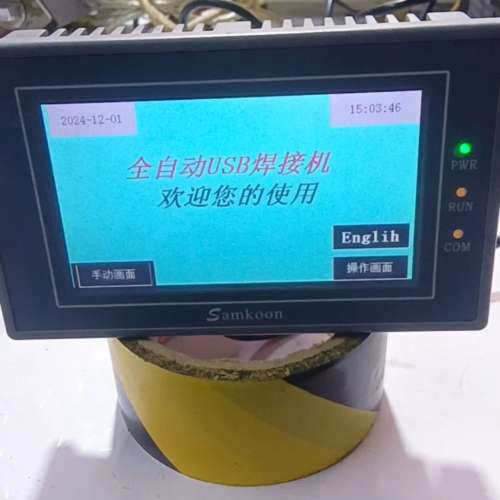 2024-12-01
15:03:46
全自动USB焊接机
欢迎您的使用
Englih
手动画面
操作画面
Samkoon
PWR
RUN
COM